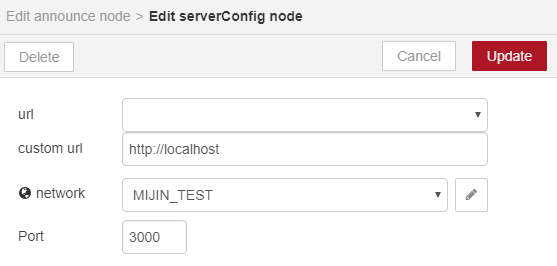 Edit announce node > Edit serverConfig node
Delete Cancel Update
url
custom url http://localhost
network MIJIN_TEST
Port 3000